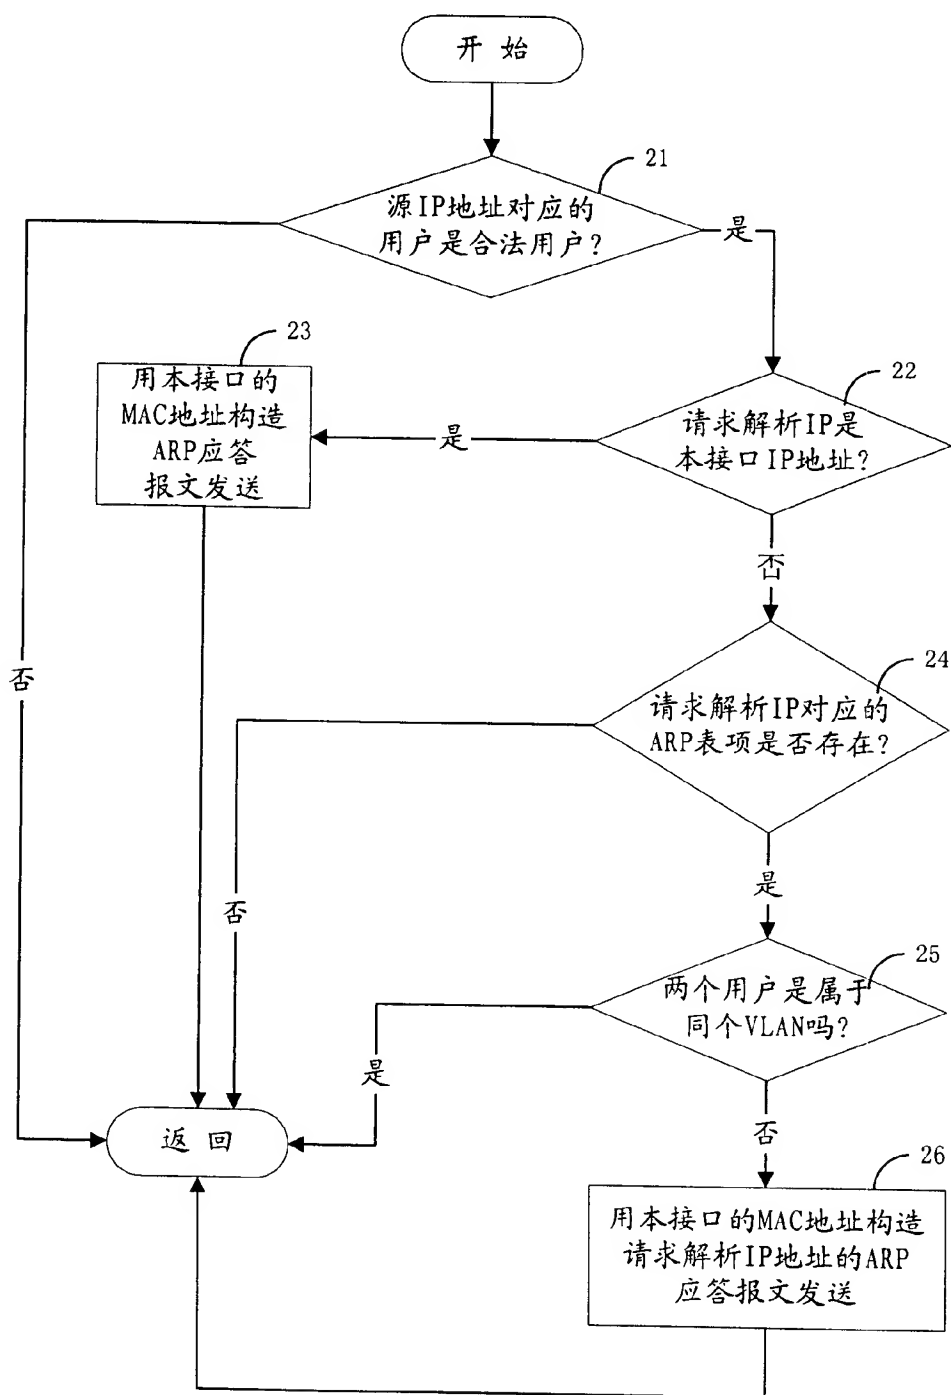 开 始
21
源IP地址对应的
用户是合法用户?
是
23
用本接口的
MAC地址构造
ARP应答
报文发送
22
请求解析IP是
本接口IP地址?
是
否
否
24
请求解析IP对应的
ARP表项是否存在?
否
是
25
两个用户是属于
同个VLAN吗?
是
返 回
否
26
用本接口的MAC地址构造
请求解析IP地址的ARP
应答报文发送